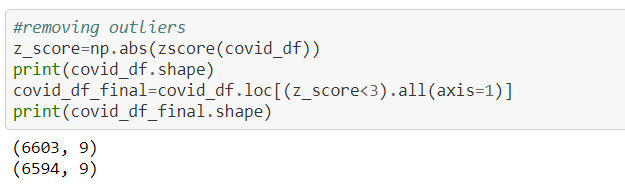 #removing outliers
z_score=np.abs(zscore(covid_df))
print(covid_df.shape)
covid_df_final=covid_df.loc[(z_score<3).all(axis=1)]
print(covid_df_final.shape)
(6603, 9)
(6594, 9)